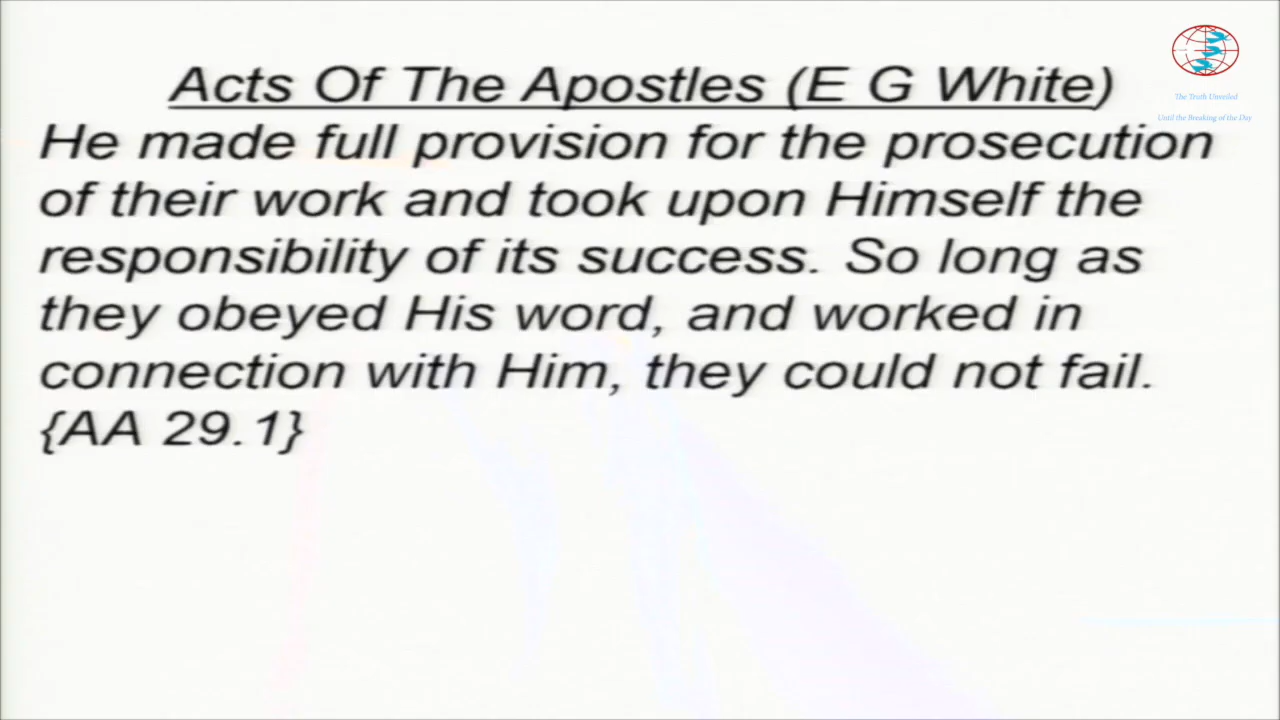 Acts Of The Apostles (E G White)
He made full provision for the prosecution
of their work and took upon Himself the
responsibility of its success. So long as
they obeyed His word, and worked in
connection with Him, they could not fail.
{AA 29.1}
The Truth Unveiled
Until the Breaking of the Day